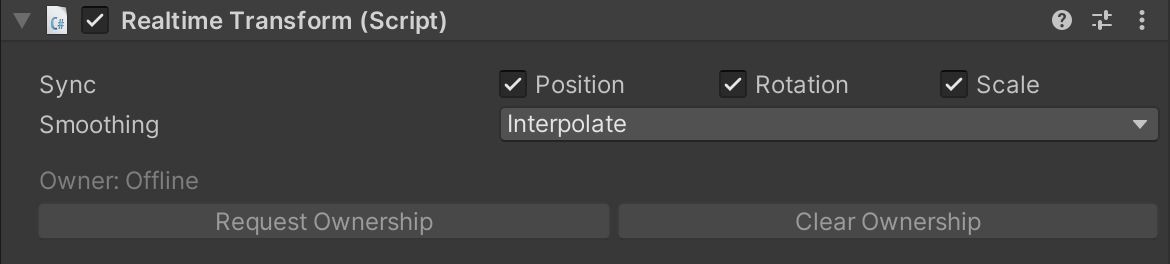 C#
Realtime Transform (Script)
Sync Position Rotation Scale
Smoothing Interpolate
Owner: Offline
Request Ownership Clear Ownership